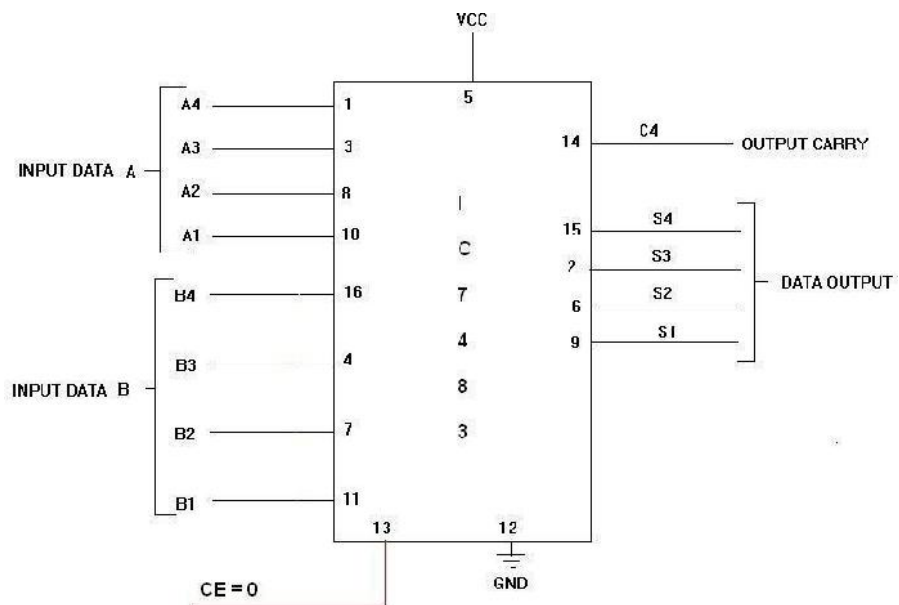 VCC
5
A4 1
A3 3
A2 8
A1 10
INPUT DATA A
B4 16
B3 4
B2 7
B1 11
INPUT DATA B
I
C
7
4
8
3
14 C4 OUTPUT CARRY
15 S4
2 S3
6 S2
9 S1
DATA OUTPUT
13
12
CE = 0
GND